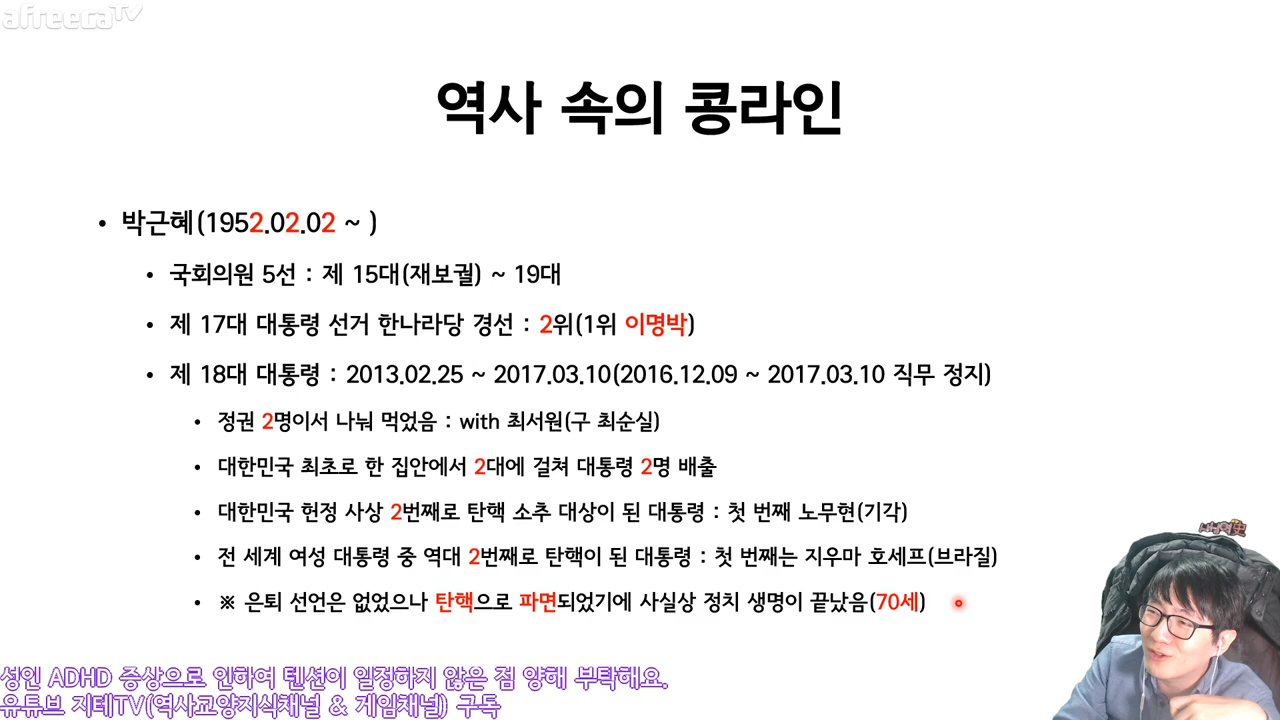 afreecaTV
역사 속의 콩라인
• 박근혜(1952.02.02 ~ )
• 국회의원 5선 : 제 15대(재보궐) ~ 19대
• 제 17대 대통령 선거 한나라당 경선 : 2위(1위 이명박)
• 제 18대 대통령 : 2013.02.25 ~ 2017.03.10(2016.12.09 ~ 2017.03.10 직무 정지)
• 정권 2명이서 나눠 먹었음 : with 최서원(구 최순실)
• 대한민국 최초로 한 집안에서 2대에 걸쳐 대통령 2명 배출
• 대한민국 헌정 사상 2번째로 탄핵 소추 대상이 된 대통령 : 첫 번째 노무현(기각)
• 전 세계 여성 대통령 중 역대 2번째로 탄핵이 된 대통령 : 첫 번째는 지우마 호세프(브라질)
• ※ 은퇴 선언은 없었으나 탄핵으로 파면되었기에 사실상 정치 생명이 끝났음(70세)
성인 ADHD 증상으로 인하여 텐션이 일정하지 않은 점 양해 부탁해요.
유튜브 지테TV(역사교양지식채널 & 게임채널) 구독